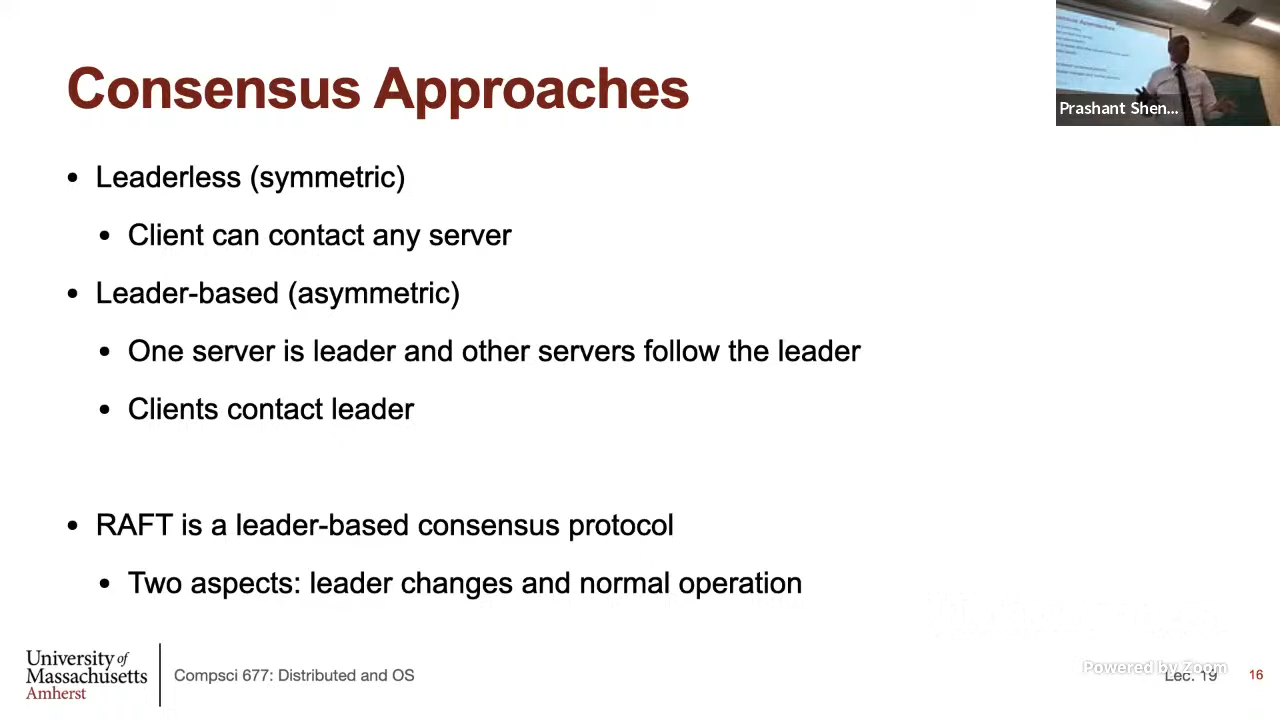 Consensus Approaches
Prashant Shen...
• Leaderless (symmetric)
• Client can contact any server
• Leader-based (asymmetric)
• One server is leader and other servers follow the leader
• Clients contact leader
• RAFT is a leader-based consensus protocol
• Two aspects: leader changes and normal operation
University of
Massachusetts
Amherst
Compsci 677: Distributed and OS
Powered by Zoom
Lec. 19
16